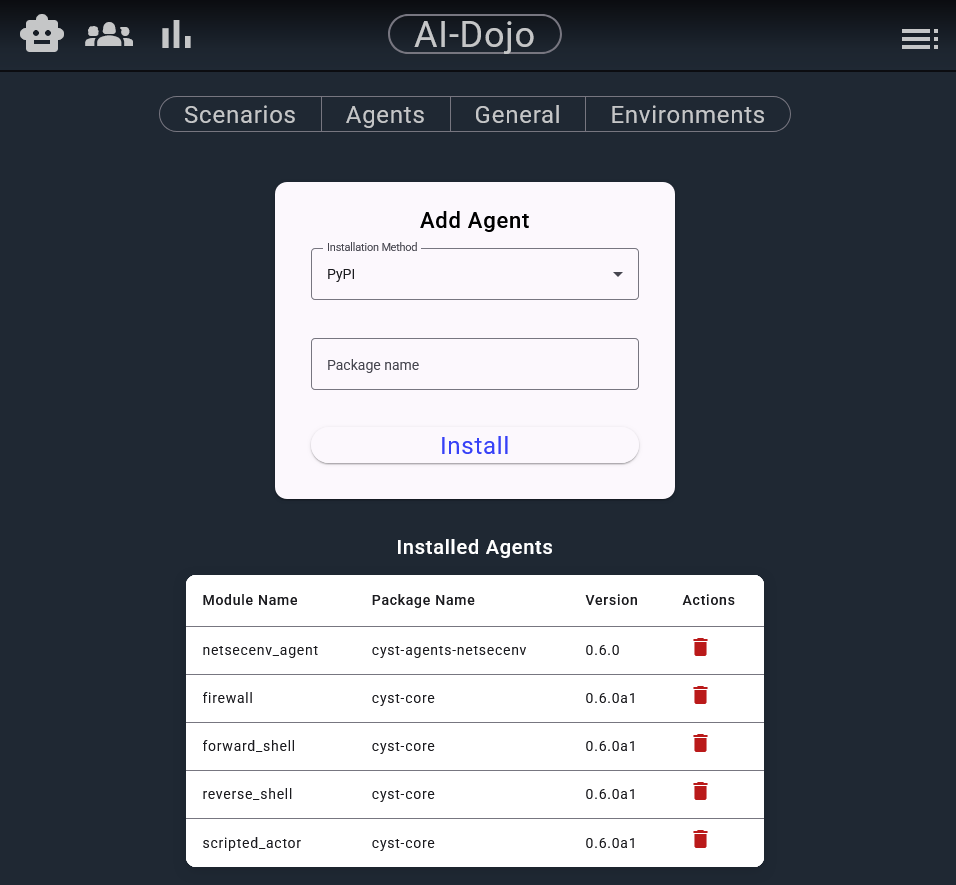 AI-Dojo
Scenarios Agents General Environments
Add Agent
Installation Method
PyPI
Package name
Install
Installed Agents
Module Name Package Name Version Actions
netsecenv_agent cyst-agents-netsecenv 0.6.0
firewall cyst-core 0.6.0a1
forward_shell cyst-core 0.6.0a1
reverse_shell cyst-core 0.6.0a1
scripted_actor cyst-core 0.6.0a1